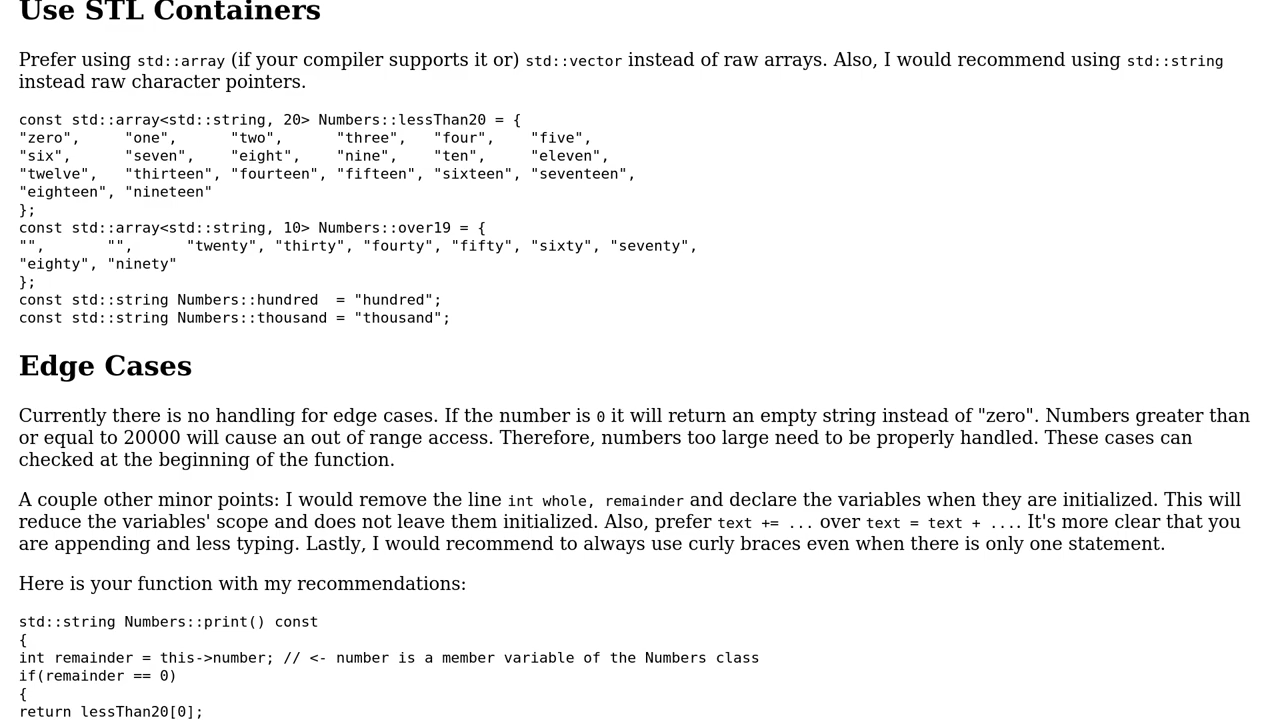 Use STL Containers
Prefer using std::array (if your compiler supports it or) std::vector instead of raw arrays. Also, I would recommend using std::string
instead raw character pointers.
const std::array<std::string, 20> Numbers::lessThan20 = {
"zero",     "one",      "two",      "three",   "four",    "five",
"six",      "seven",    "eight",    "nine",    "ten",     "eleven",
"twelve",   "thirteen", "fourteen", "fifteen", "sixteen", "seventeen",
"eighteen", "nineteen"
};
const std::array<std::string, 10> Numbers::over19 = {
"",       "",       "twenty", "thirty", "fourty", "fifty", "sixty", "seventy",
"eighty", "ninety"
};
const std::string Numbers::hundred  = "hundred";
const std::string Numbers::thousand = "thousand";
Edge Cases
Currently there is no handling for edge cases. If the number is 0 it will return an empty string instead of "zero". Numbers greater than
or equal to 20000 will cause an out of range access. Therefore, numbers too large need to be properly handled. These cases can
checked at the beginning of the function.
A couple other minor points: I would remove the line int whole, remainder and declare the variables when they are initialized. This will
reduce the variables' scope and does not leave them initialized. Also, prefer text += ... over text = text + .... It's more clear that you
are appending and less typing. Lastly, I would recommend to always use curly braces even when there is only one statement.
Here is your function with my recommendations:
std::string Numbers::print() const
{
int remainder = this->number; // <- number is a member variable of the Numbers class
if(remainder == 0)
{
return lessThan20[0];